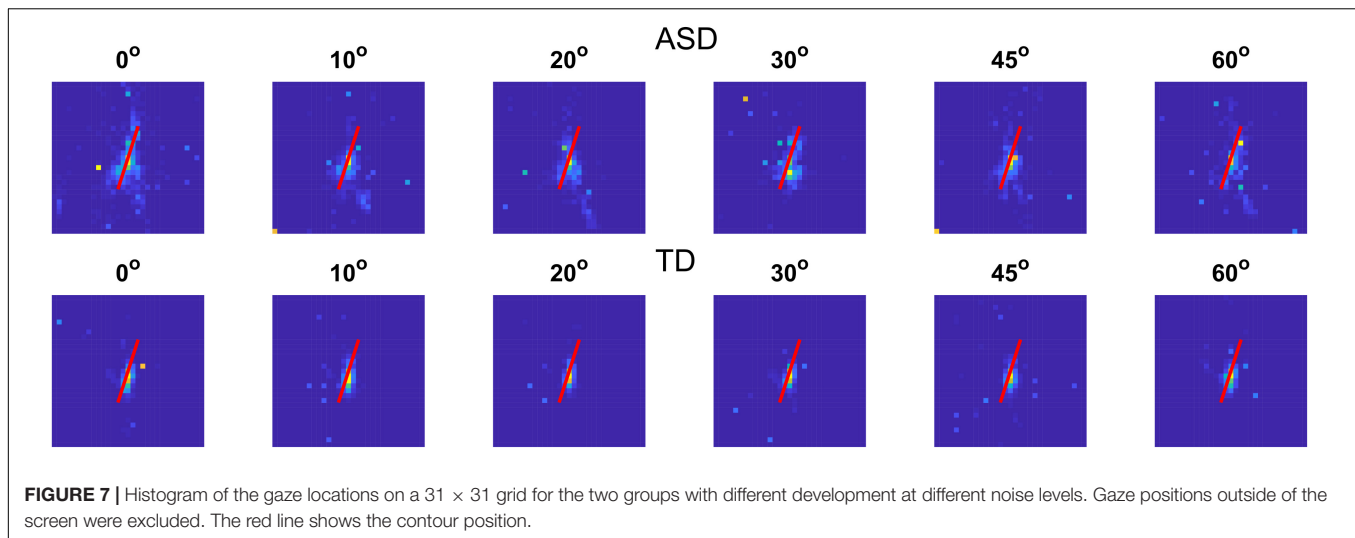 ASD
0° 10° 20° 30° 45° 60°
TD
0° 10° 20° 30° 45° 60°
FIGURE 7 | Histogram of the gaze locations on a 31 × 31 grid for the two groups with different development at different noise levels. Gaze positions outside of the
screen were excluded. The red line shows the contour position.